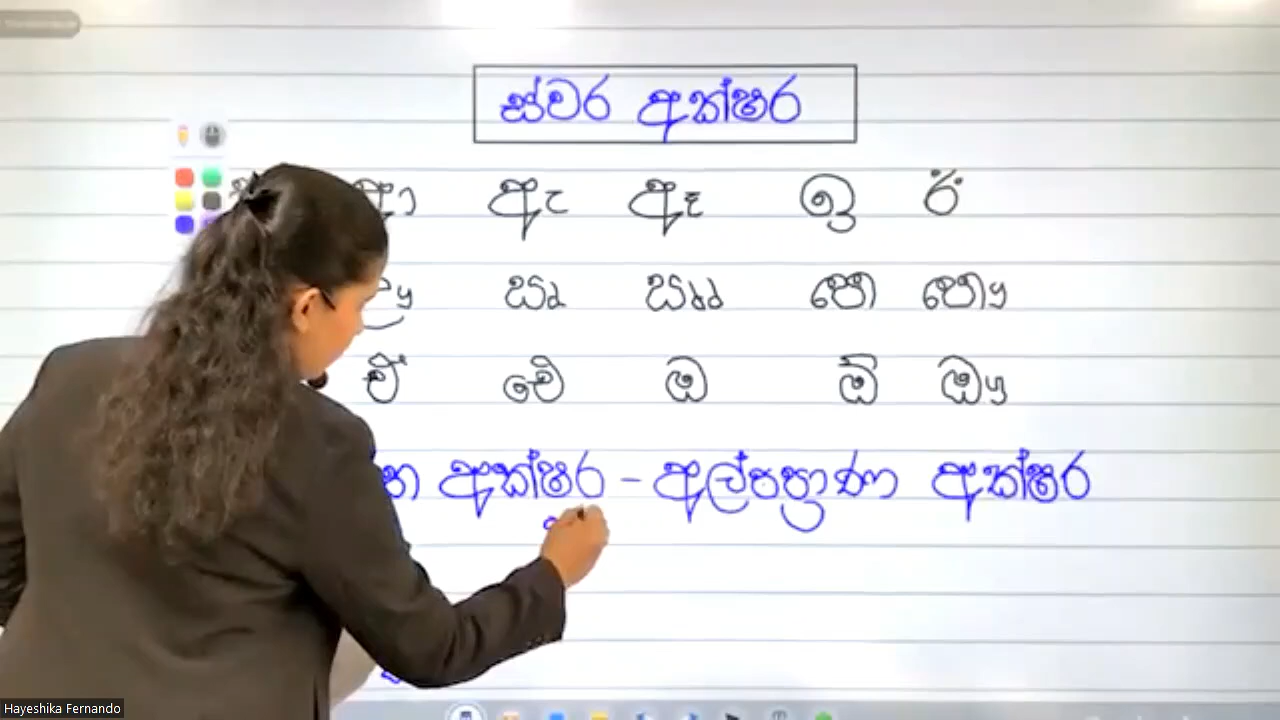 ස්වර අක්ෂර
ඇ ඈ ඉ ඊ
සෘ සෲ ඏ ඐ
ඒ ඓ ඔ ඕ ඖ
අක්ෂර - අල්පප්‍රාණ අක්ෂර
Hayeshika Fernando